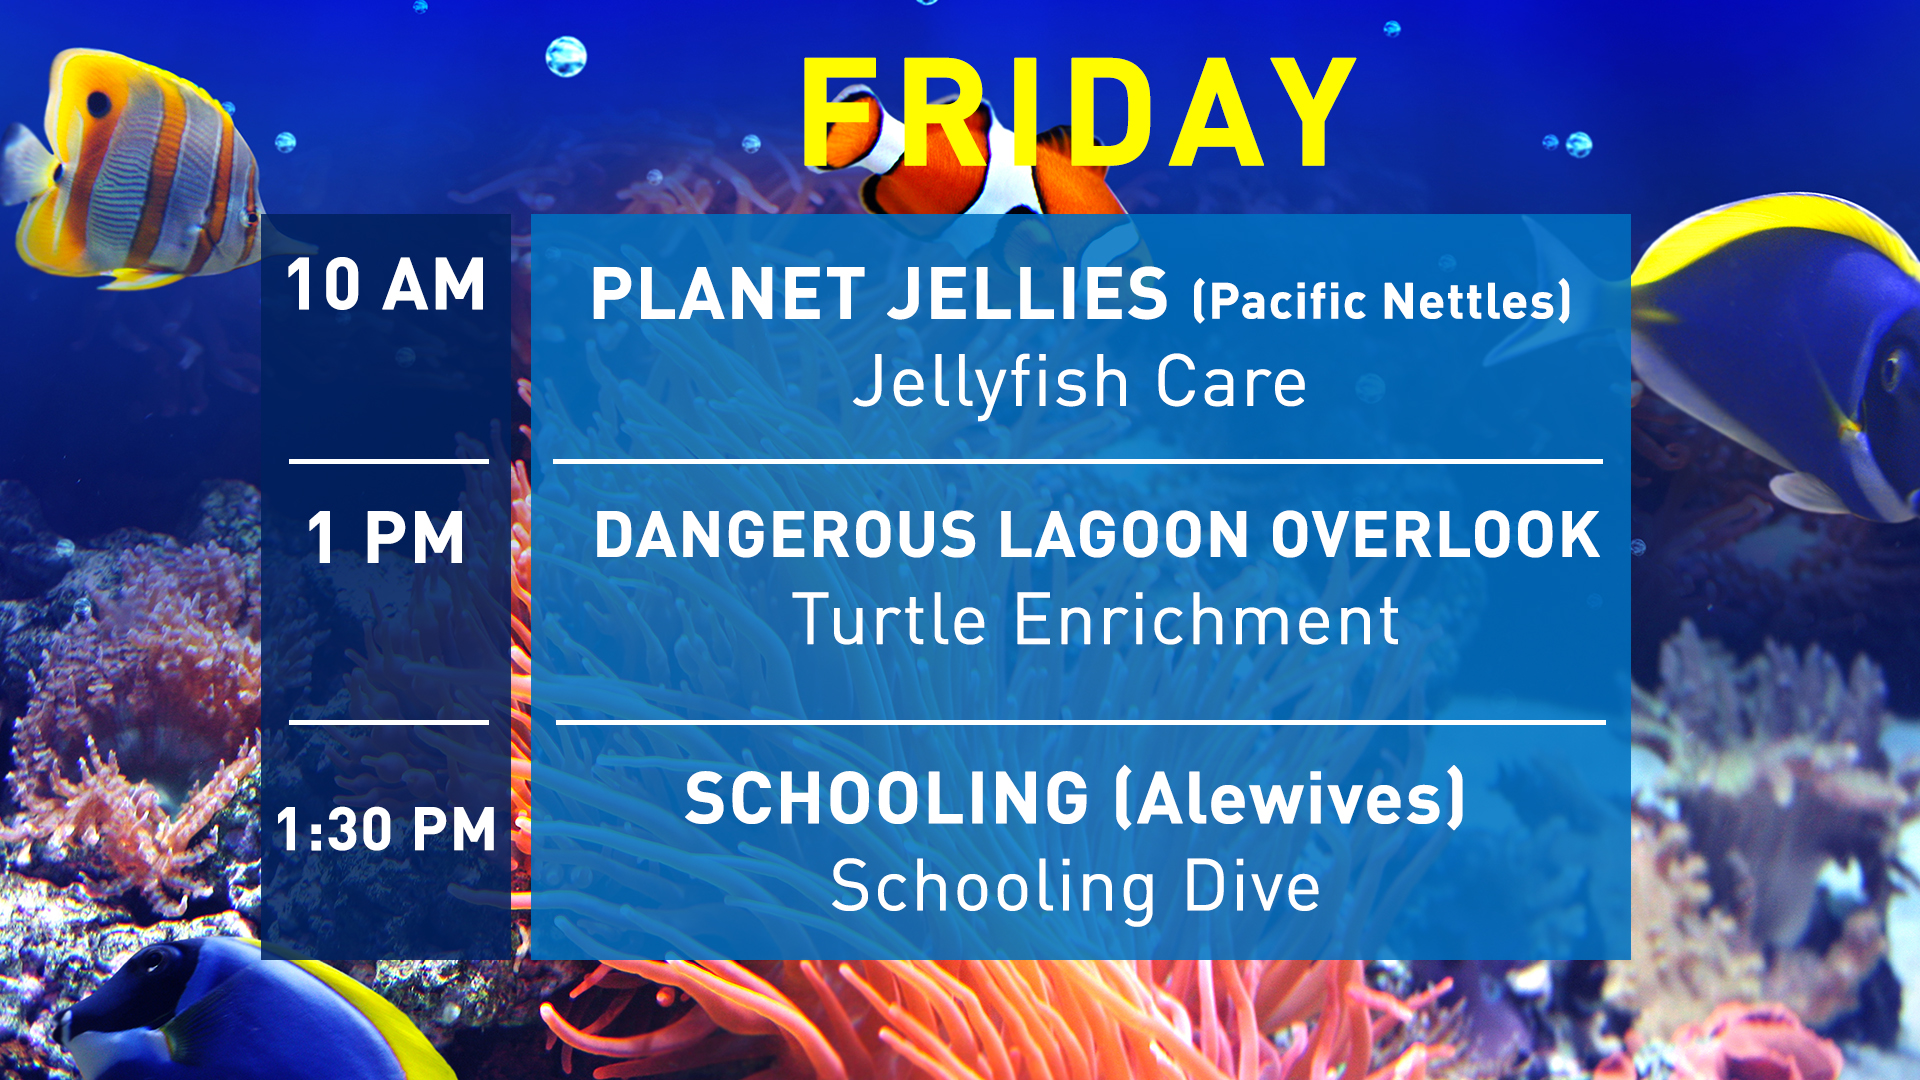 FRIDAY
10 AM
PLANET JELLIES (Pacific Nettles)
Jellyfish Care
1 PM
DANGEROUS LAGOON OVERLOOK
Turtle Enrichment
1:30 PM
SCHOOLING (Alewives)
Schooling Dive